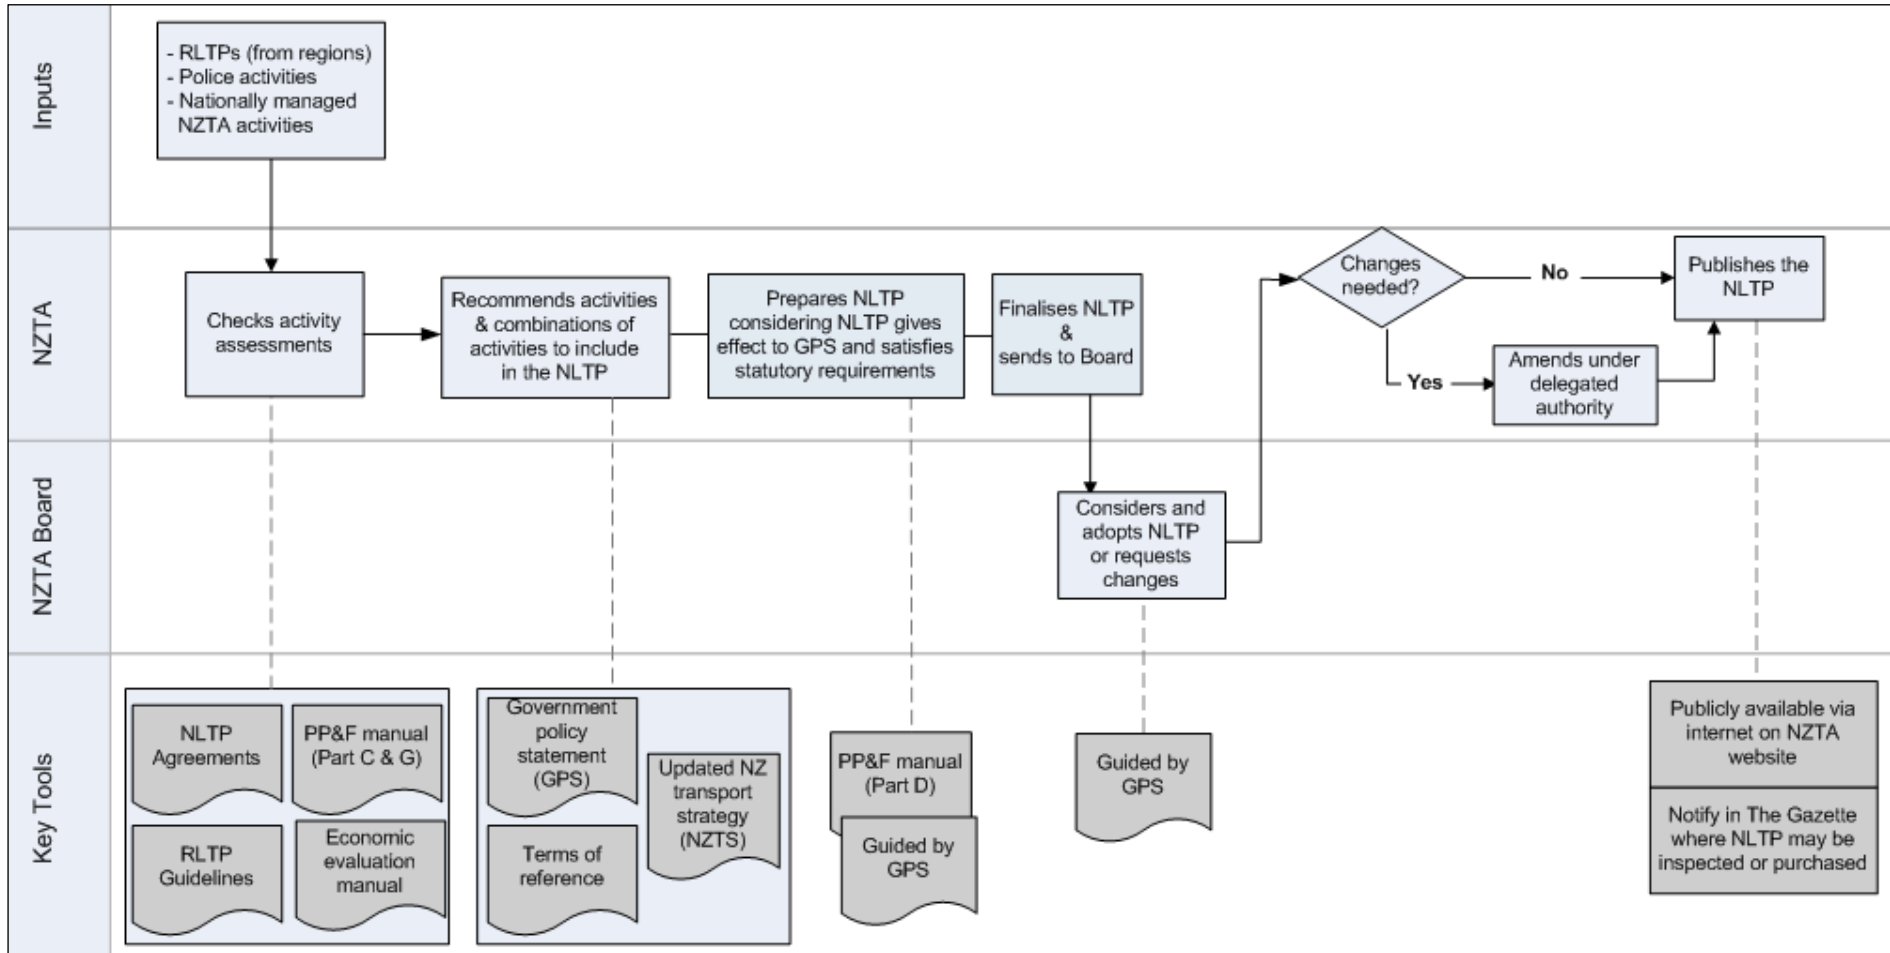 Inputs
- RLTPs (from regions)
- Police activities
- Nationally managed
NZTA activities
NZTA
Checks activity
assessments
Recommends activities
& combinations of
activities to include
in the NLTP
Prepares NLTP
considering NLTP gives
effect to GPS and satisfies
statutory requirements
Finalises NLTP
&
sends to Board
Changes
needed?
No
Publishes the
NLTP
Yes
Amends under
delegated
authority
NZTA Board
Considers and
adopts NLTP
or requests
changes
Key Tools
NLTP
Agreements
PP&F manual
(Part C & G)
RLTP
Guidelines
Economic
evaluation
manual
Government
policy
statement
(GPS)
Updated NZ
transport
strategy
(NZTS)
Terms of
reference
PP&F manual
(Part D)
Guided by
GPS
Guided by
GPS
Publicly available via
internet on NZTA
website
Notify in The Gazette
where NLTP may be
inspected or purchased